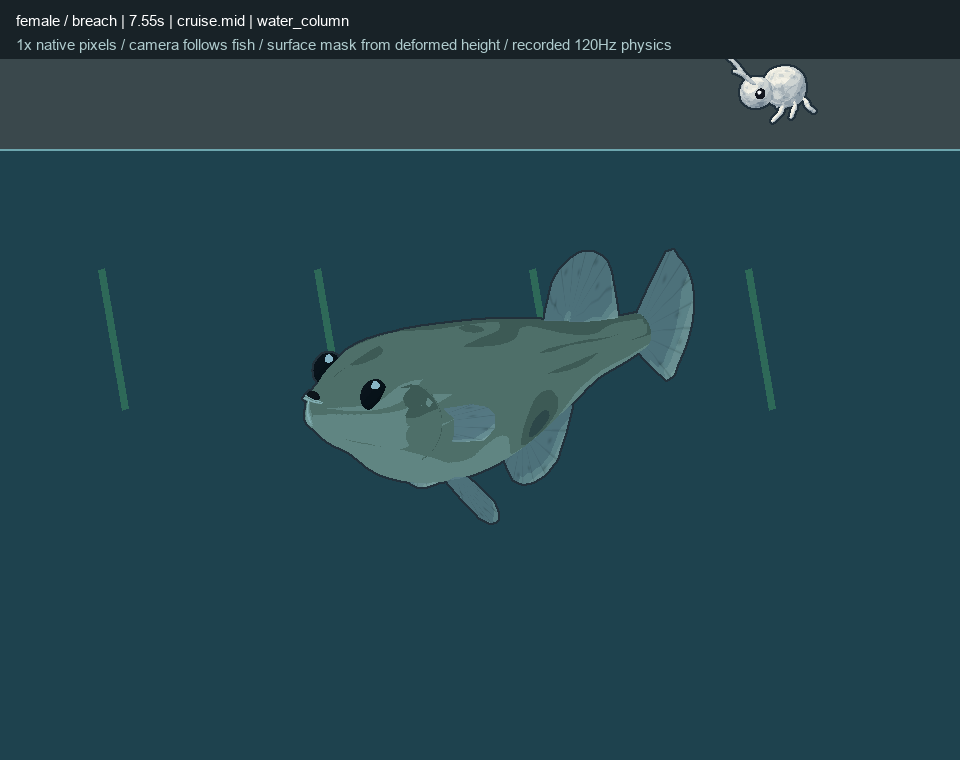 female / breach | 7.55s | cruise.mid | water_column
1x native pixels / camera follows fish / surface mask from deformed height / recorded 120Hz physics